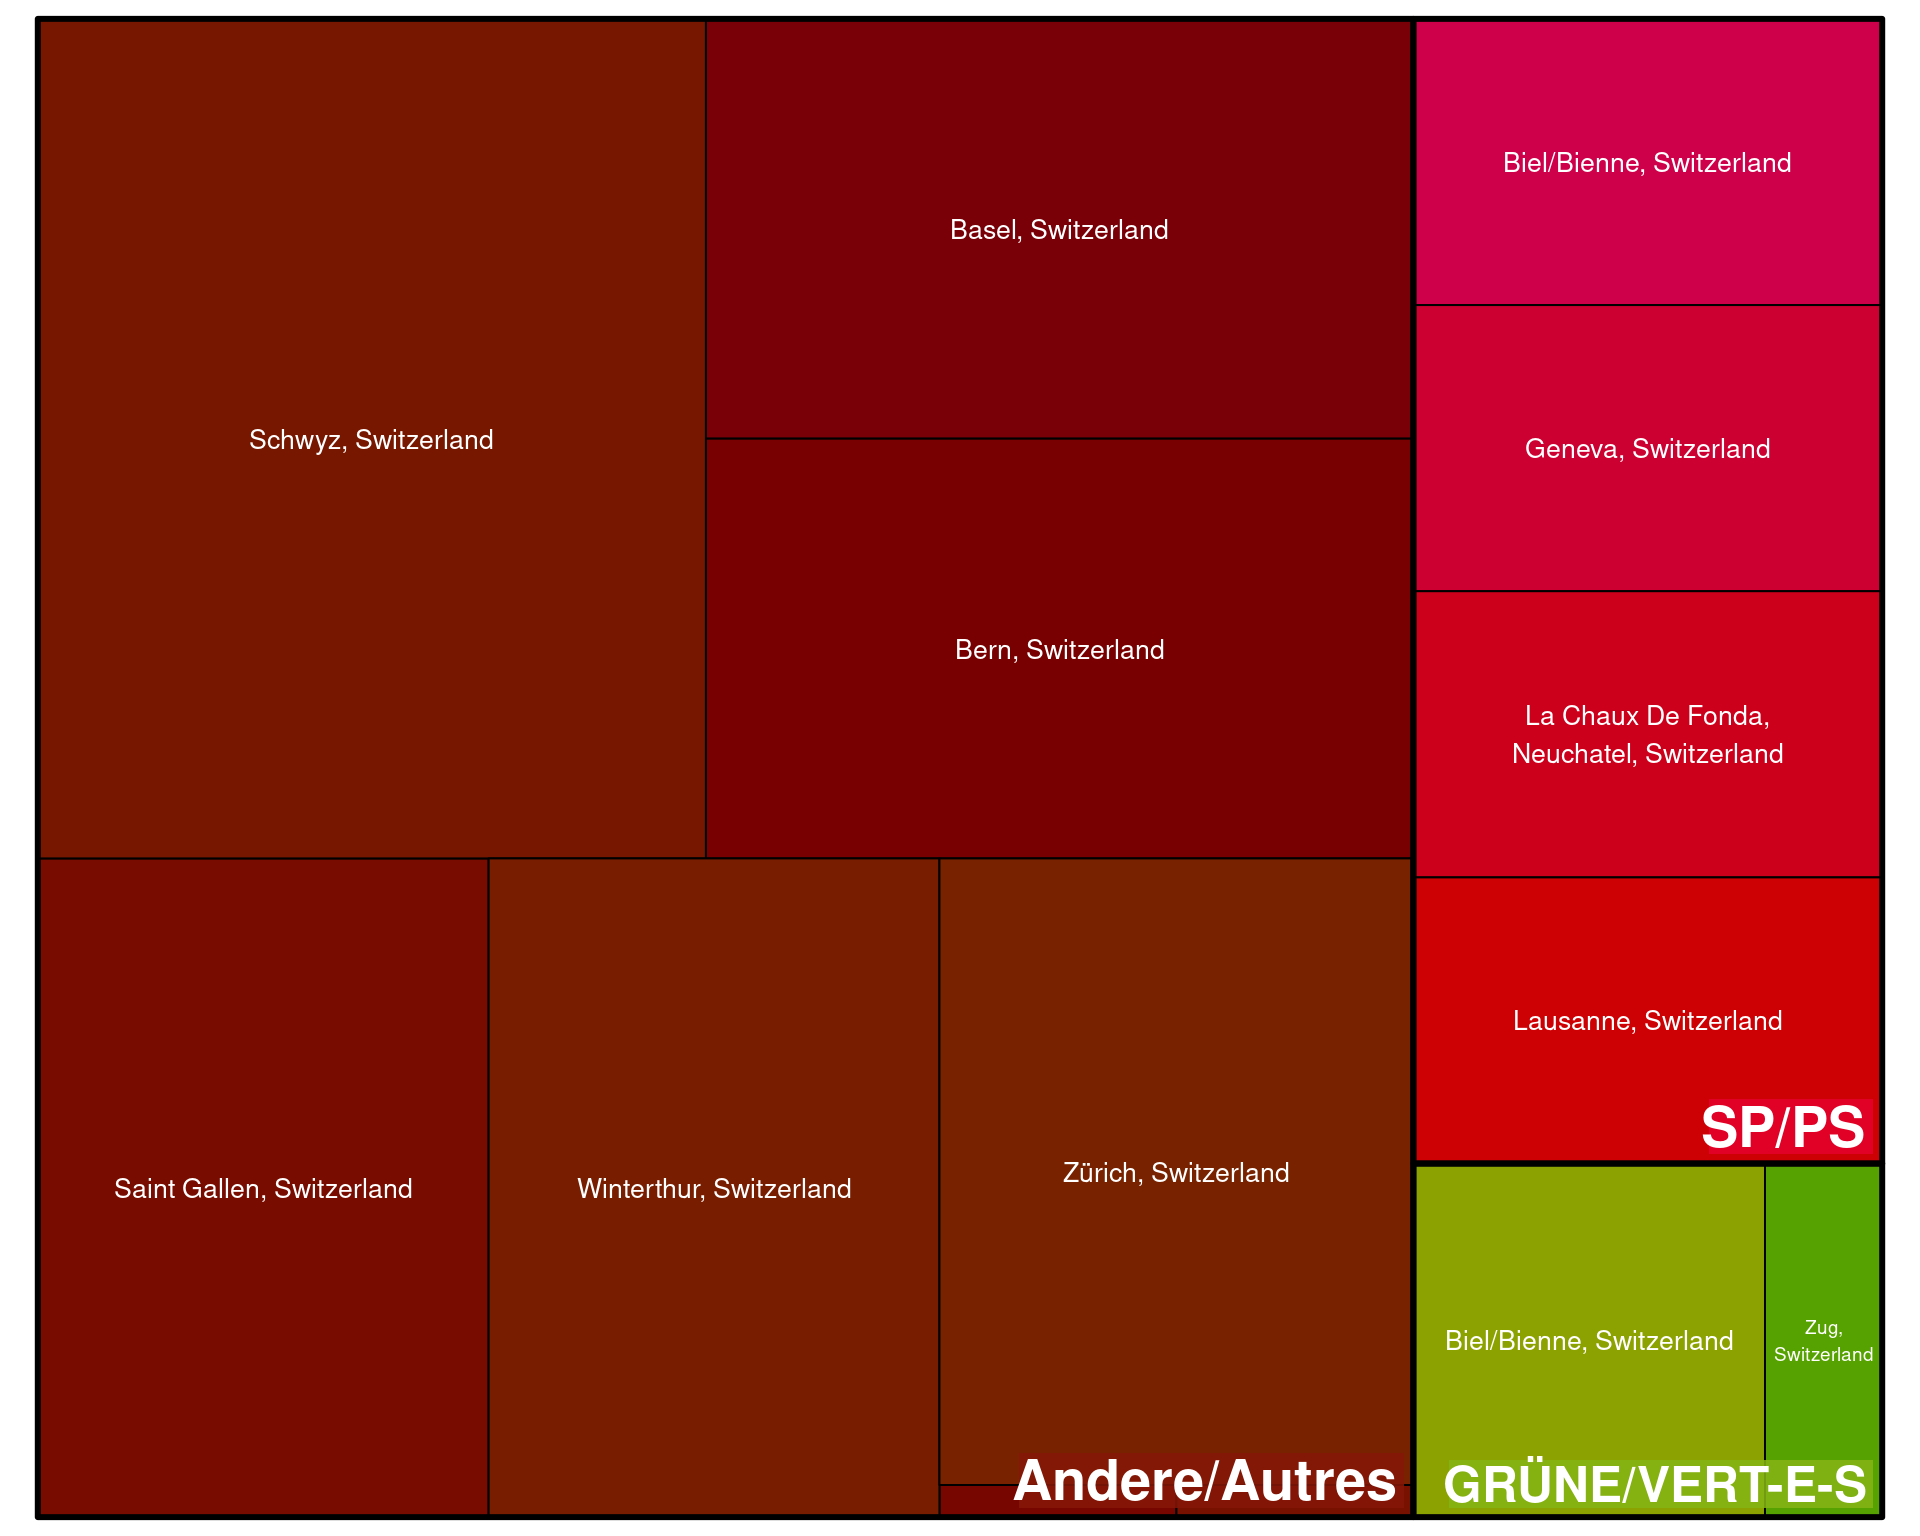 Schwyz, Switzerland
Basel, Switzerland
Bern, Switzerland
Saint Gallen, Switzerland
Winterthur, Switzerland
Zürich, Switzerland
Andere/Autres
Biel/Bienne, Switzerland
Geneva, Switzerland
La Chaux De Fonda,
Neuchatel, Switzerland
Lausanne, Switzerland
SP/PS
Biel/Bienne, Switzerland
Zug,
Switzerland
GRÜNE/VERT-E-S